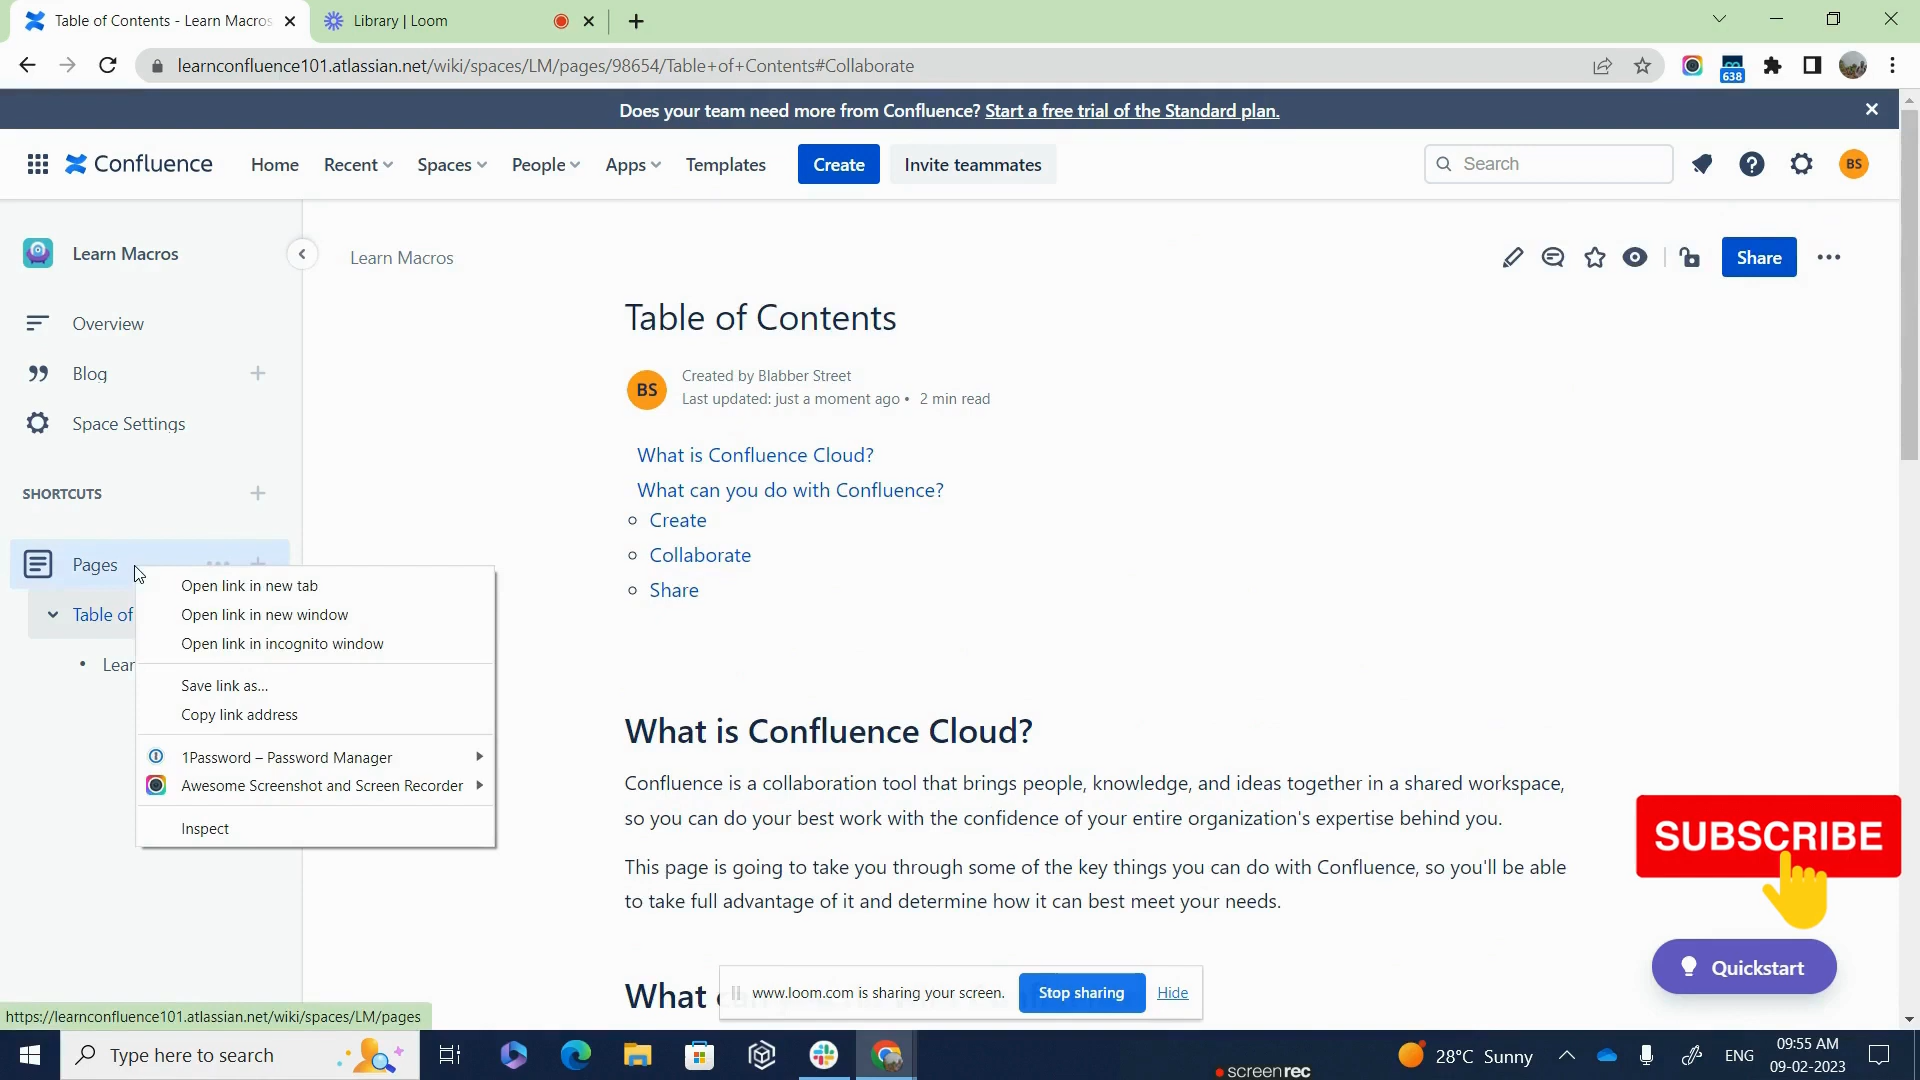 Table of Contents - Learn Macros
Library | Loom
learnconfluence101.atlassian.net/wiki/spaces/LM/pages/98654/Table+of+Contents#Collaborate
638
Does your team need more from Confluence? Start a free trial of the Standard plan.
Confluence
Home
Recent
Spaces
People
Apps
Templates
Create
Invite teammates
Search
BS
Learn Macros
Overview
Blog
Space Settings
SHORTCUTS
Pages
Table of
Lear
Open link in new tab
Open link in new window
Open link in incognito window
Save link as...
Copy link address
1Password – Password Manager
Awesome Screenshot and Screen Recorder
Inspect
Learn Macros
Share
Table of Contents
BS
Created by Blabber Street
Last updated: just a moment ago • 2 min read
What is Confluence Cloud?
What can you do with Confluence?
Create
Collaborate
Share
What is Confluence Cloud?
Confluence is a collaboration tool that brings people, knowledge, and ideas together in a shared workspace,
so you can do your best work with the confidence of your entire organization's expertise behind you.
This page is going to take you through some of the key things you can do with Confluence, so you'll be able
to take full advantage of it and determine how it can best meet your needs.
What
SUBSCRIBE
Quickstart
www.loom.com is sharing your screen.
Stop sharing
Hide
https://learnconfluence101.atlassian.net/wiki/spaces/LM/pages
Type here to search
screenrec
28°C Sunny
ENG
09:55 AM
09-02-2023